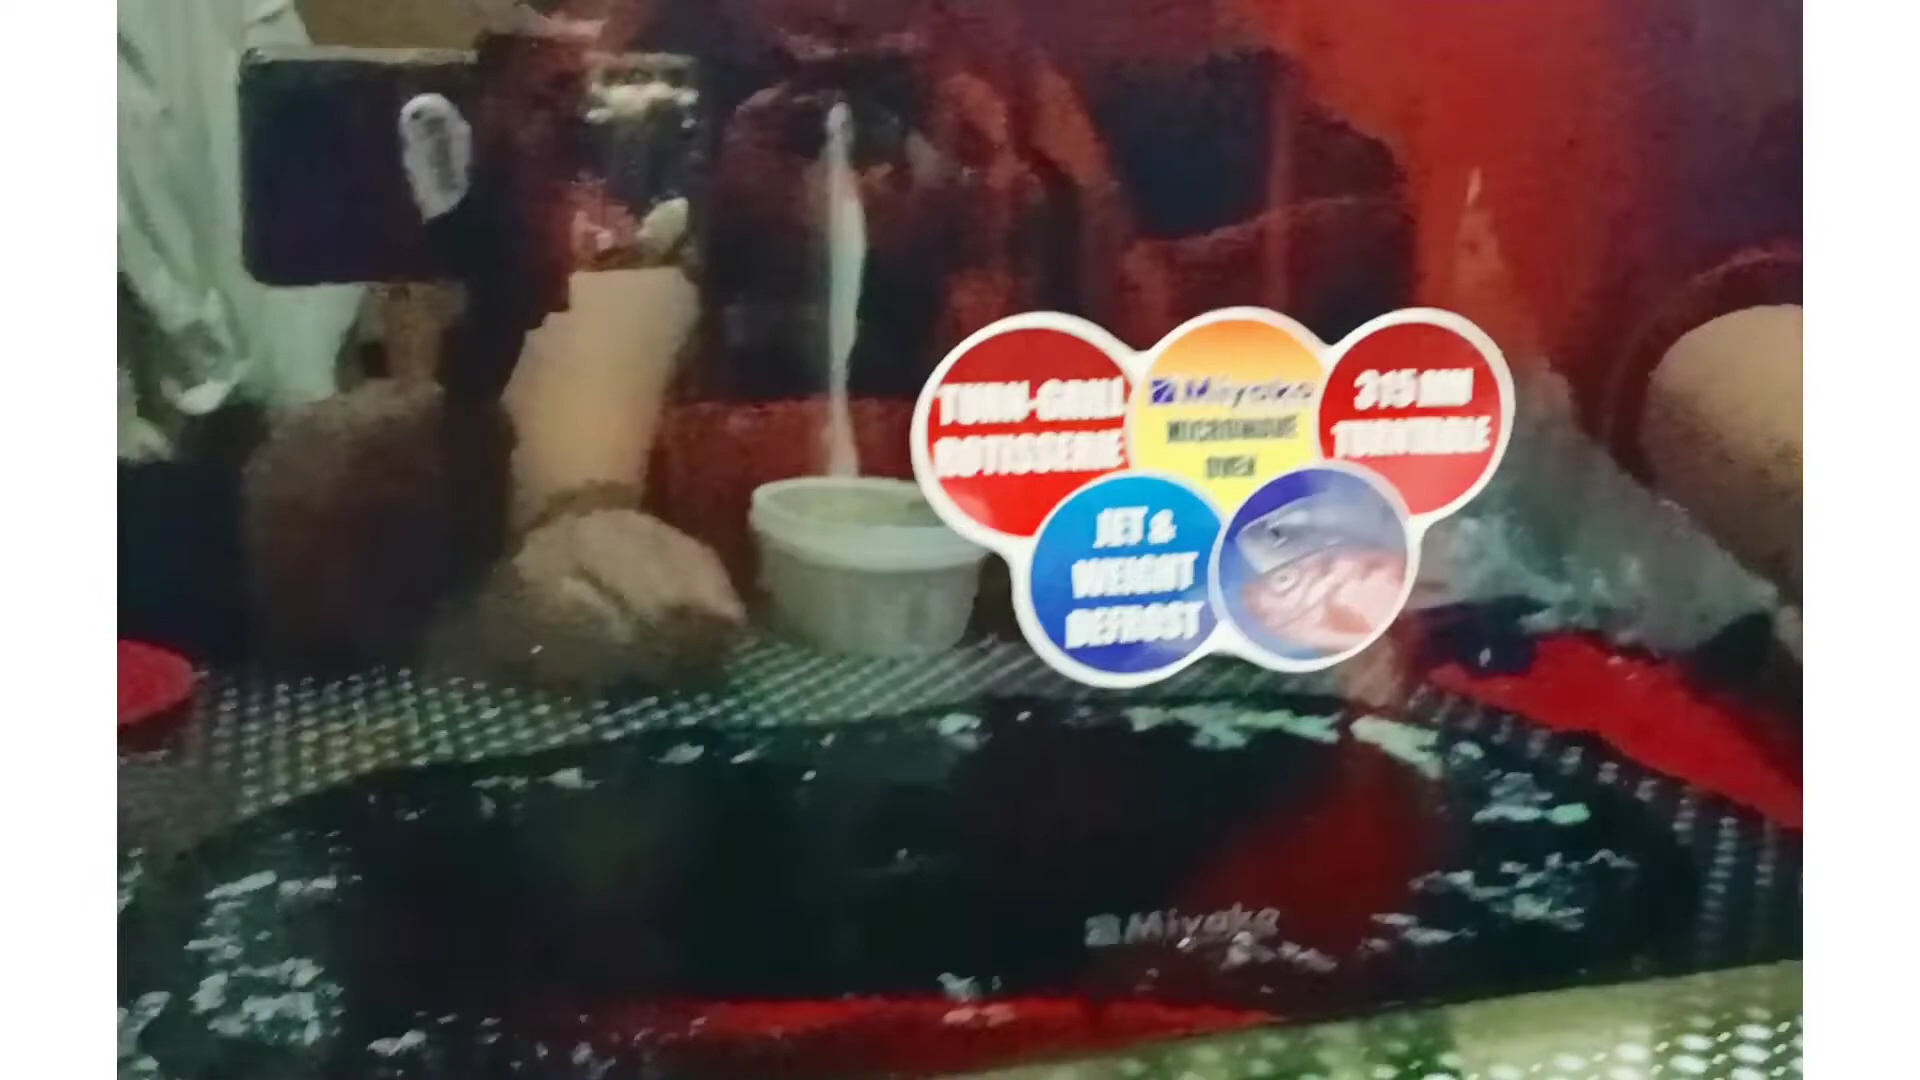 TURN-GRILL
ROTISSERIE
Miyako
MICROWAVE
OVEN
315 MM
TURNTABLE
JET &
WEIGHT
DEFROST
Miyako